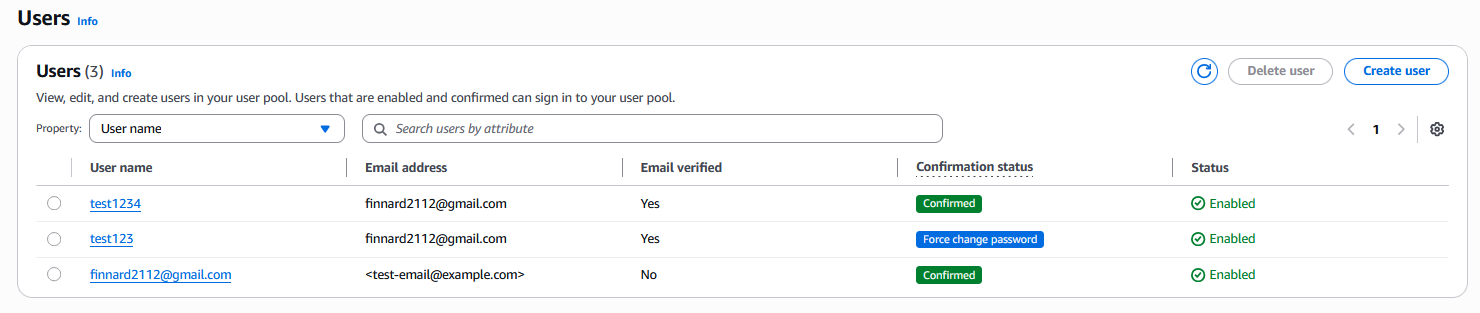 Users Info
Users (3) Info
Delete user
Create user
View, edit, and create users in your user pool. Users that are enabled and confirmed can sign in to your user pool.
Property: User name
Search users by attribute
1
User name Email address Email verified Confirmation status Status
test1234 finnard2112@gmail.com Yes Confirmed Enabled
test123 finnard2112@gmail.com Yes Force change password Enabled
finnard2112@gmail.com <test-email@example.com> No Confirmed Enabled